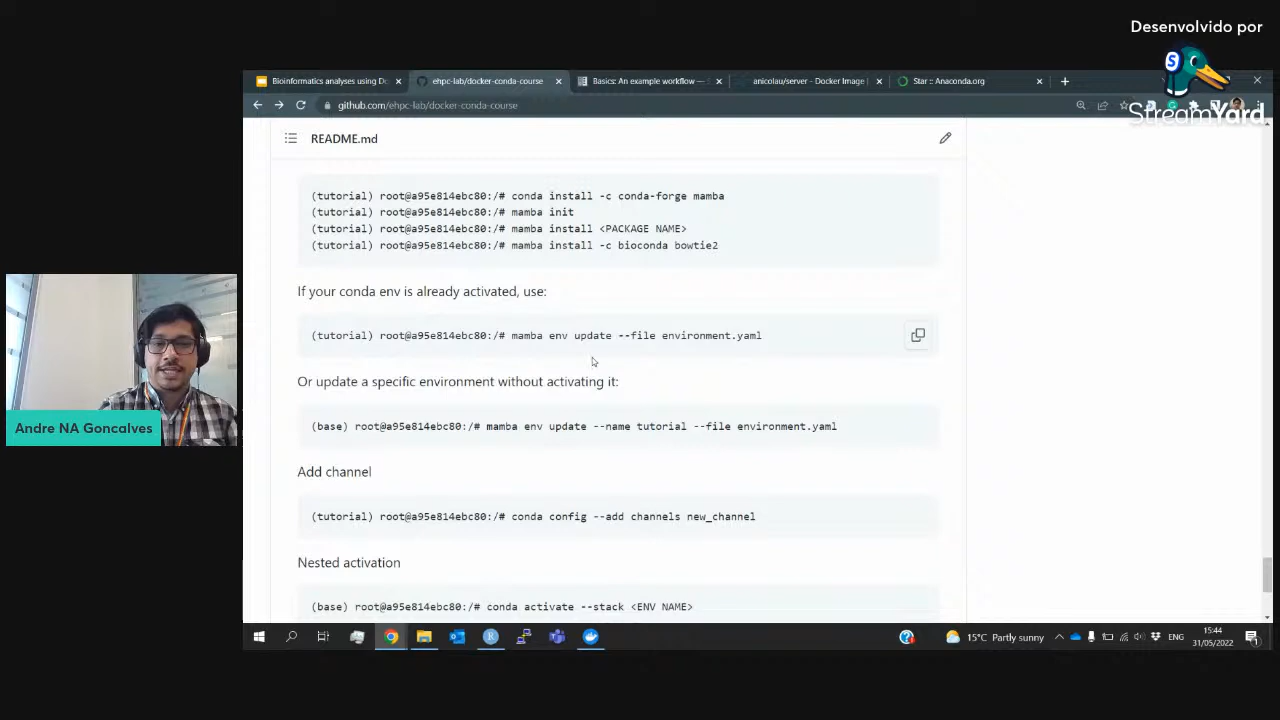 Desenvolvido por
StreamYard
Bioinformatics analyses using Do
ehpc-lab/docker-conda-course
Basics: An example workflow —
anicolau/server - Docker Image
Star :: Anaconda.org
github.com/ehpc-lab/docker-conda-course
README.md
(tutorial) root@a95e814ebc80:/# conda install -c conda-forge mamba
(tutorial) root@a95e814ebc80:/# mamba init
(tutorial) root@a95e814ebc80:/# mamba install <PACKAGE NAME>
(tutorial) root@a95e814ebc80:/# mamba install -c bioconda bowtie2
If your conda env is already activated, use:
(tutorial) root@a95e814ebc80:/# mamba env update --file environment.yaml
Or update a specific environment without activating it:
(base) root@a95e814ebc80:/# mamba env update --name tutorial --file environment.yaml
Add channel
(tutorial) root@a95e814ebc80:/# conda config --add channels new_channel
Nested activation
(base) root@a95e814ebc80:/# conda activate --stack <ENV NAME>
Andre NA Goncalves
15°C Partly sunny
ENG
15:44
31/05/2022